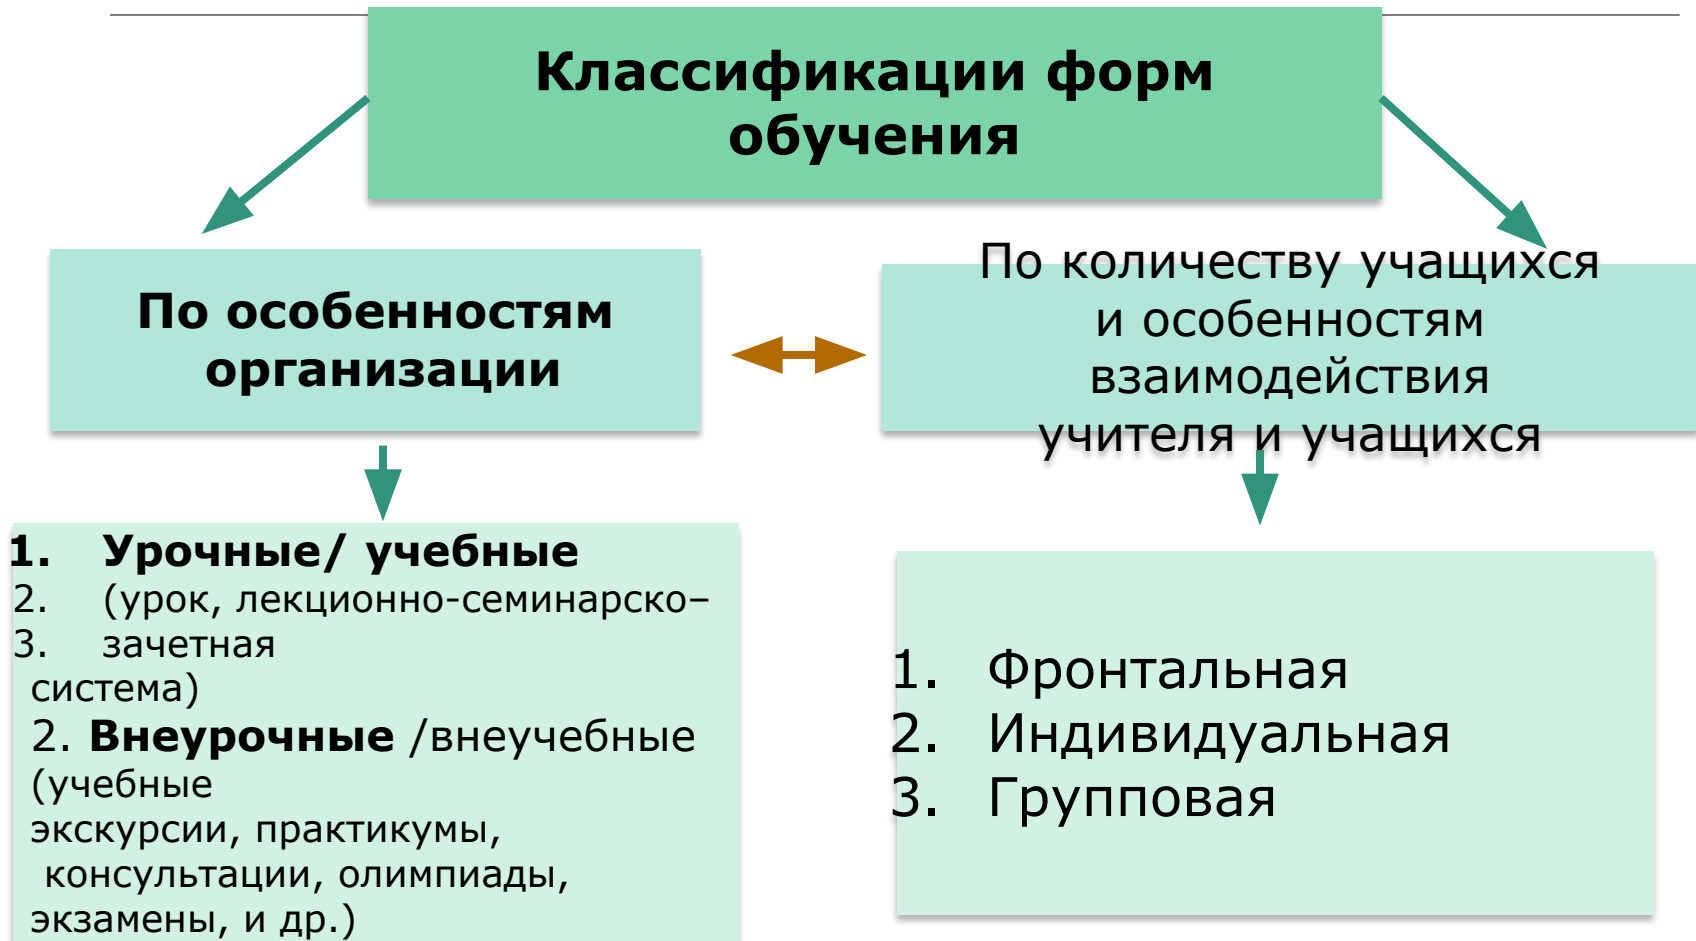 Классификации форм
обучения
По особенностям
организации
По количеству учащихся
и особенностям
взаимодействия
учителя и учащихся
1. Урочные/ учебные
2. (урок, лекционно-семинарско–
3. зачетная
система)
2. Внеурочные /внеучебные
(учебные
экскурсии, практикумы,
консультации, олимпиады,
экзамены, и др.)
1. Фронтальная
2. Индивидуальная
3. Групповая